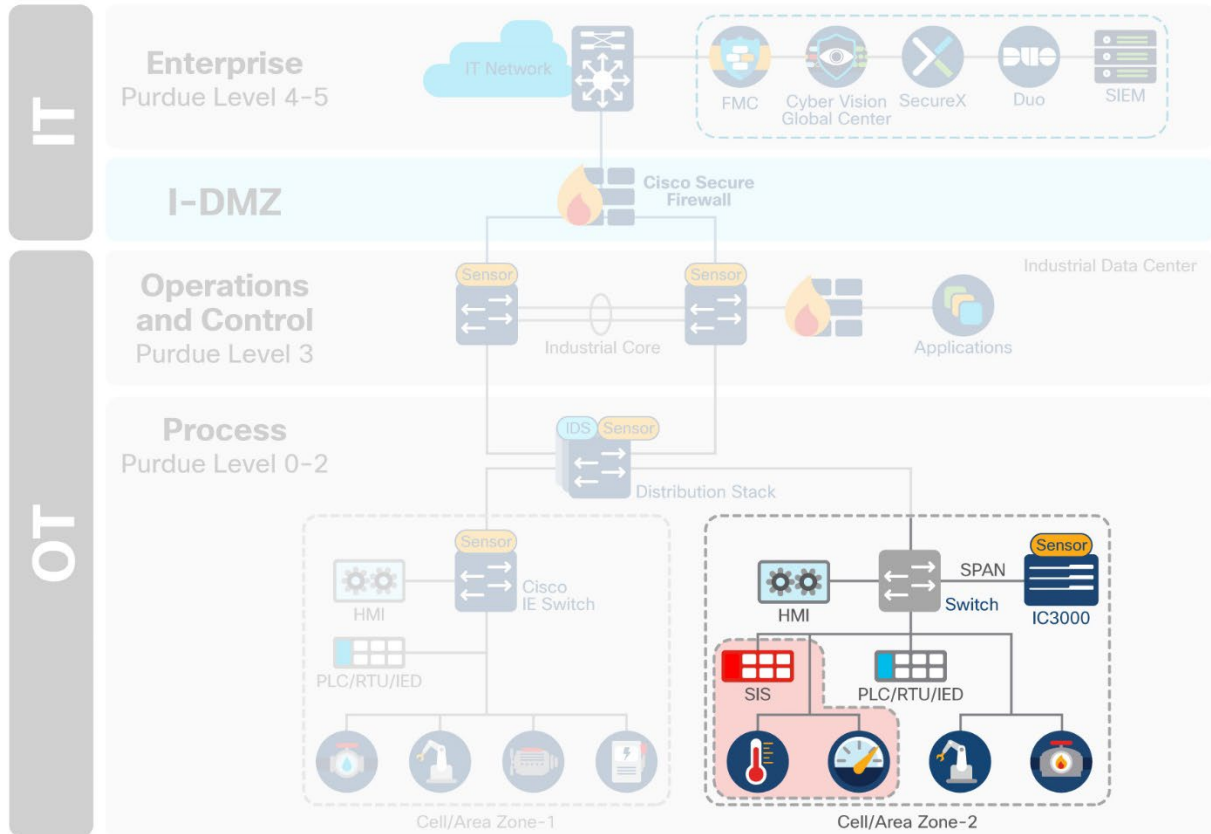 IT
Enterprise
Purdue Level 4-5
IT Network
FMC
Cyber Vision
Global Center
SecureX
DUO
Duo
SIEM
I-DMZ
Cisco Secure
Firewall
OT
Operations
and Control
Purdue Level 3
Sensor
Sensor
Industrial Core
Industrial Data Center
Applications
Process
Purdue Level 0-2
IDS
Sensor
Distribution Stack
Sensor
HMI
Cisco
IE Switch
PLC/RTU/IED
Cell/Area Zone-1
HMI
SPAN
Switch
Sensor
IC3000
SIS
PLC/RTU/IED
Cell/Area Zone-2